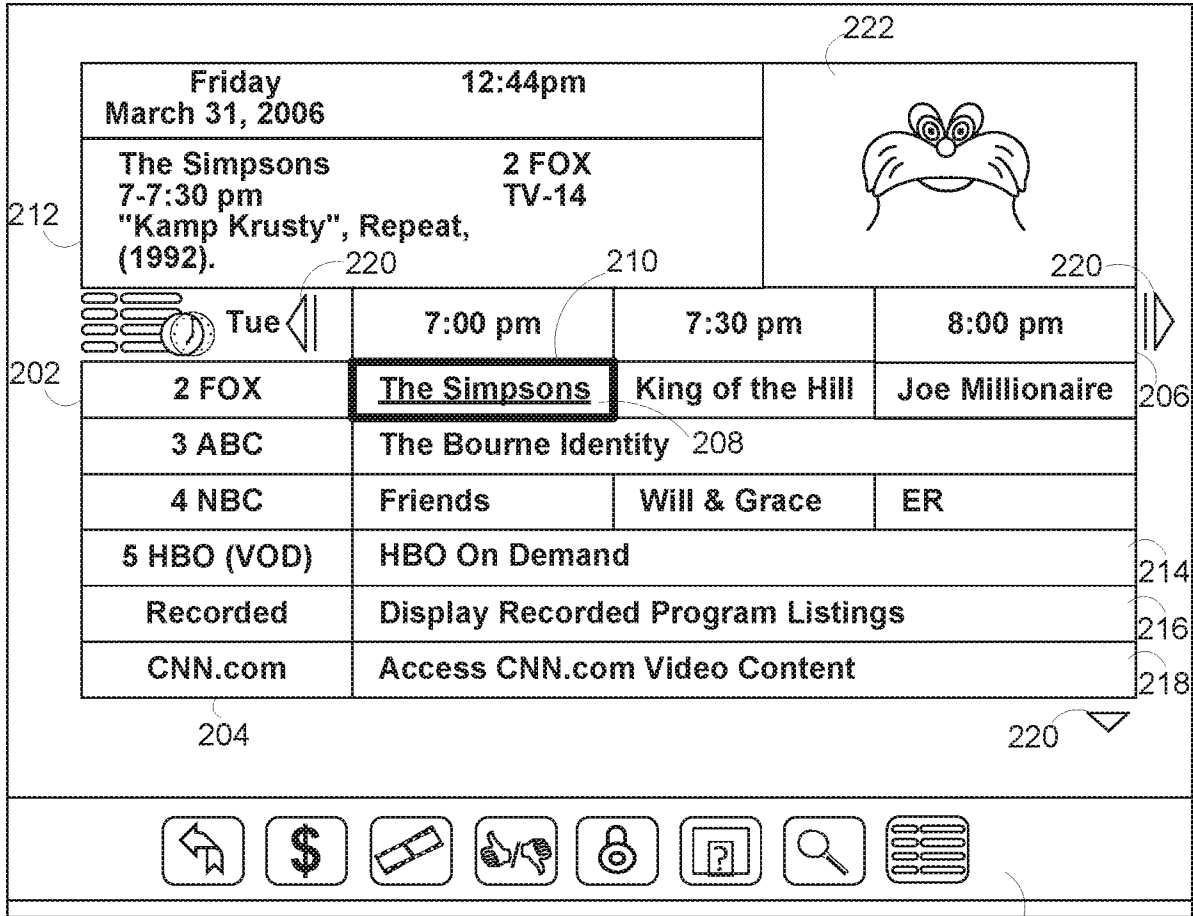 222
Friday 12:44pm
March 31, 2006
The Simpsons 2 FOX
7-7:30 pm TV-14
"Kamp Krusty", Repeat,
(1992).
212
220 210 220
Tue 7:00 pm 7:30 pm 8:00 pm
202
2 FOX The Simpsons King of the Hill Joe Millionaire
206
3 ABC The Bourne Identity 208
4 NBC Friends Will & Grace ER
5 HBO (VOD) HBO On Demand
214
Recorded Display Recorded Program Listings
216
CNN.com Access CNN.com Video Content
218
204 220
$ / ?